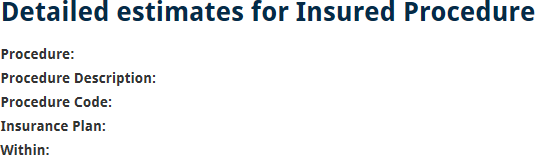 Detailed estimates for Insured Procedure
Procedure:
Procedure Description:
Procedure Code:
Insurance Plan:
Within: